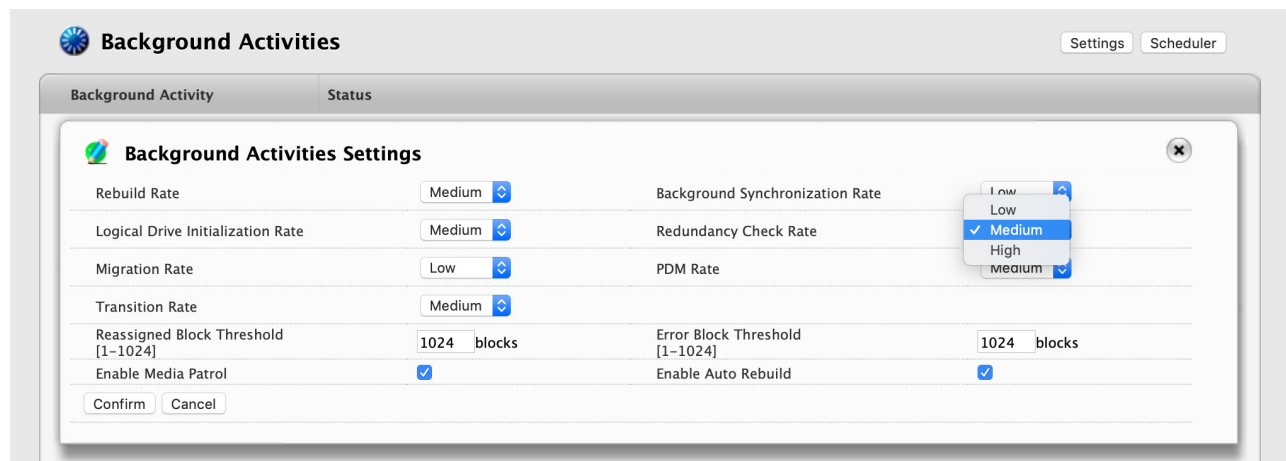 Background Activities
Settings Scheduler
Background Activity Status
Background Activities Settings
Rebuild Rate Medium Background Synchronization Rate Low
Low
Logical Drive Initialization Rate Medium Redundancy Check Rate ✓ Medium
High
Migration Rate Low PDM Rate Medium
Transition Rate Medium
Reassigned Block Threshold 1024 blocks Error Block Threshold 1024 blocks
[1-1024] [1-1024]
Enable Media Patrol Enable Auto Rebuild
Confirm Cancel